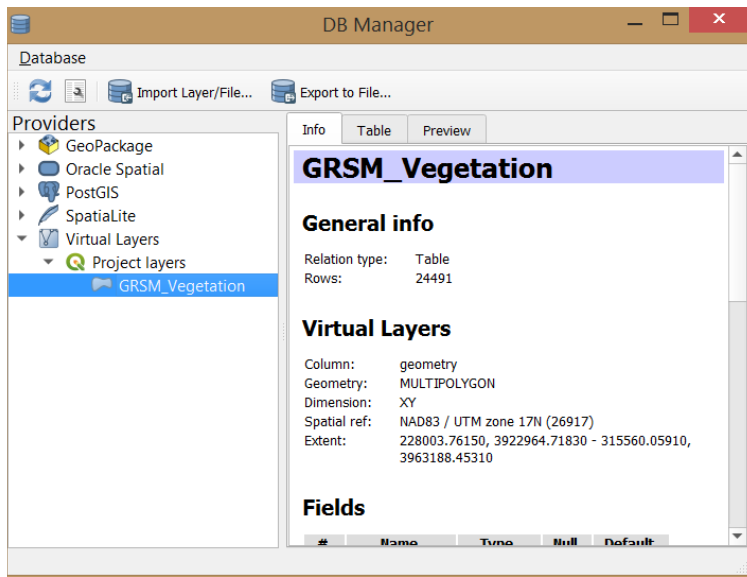 DB Manager
Database
Import Layer/File... Export to File...
Providers
GeoPackage
Oracle Spatial
PostGIS
SpatiaLite
Virtual Layers
Project layers
GRSM_Vegetation
Info Table Preview
GRSM_Vegetation
General info
Relation type: Table
Rows: 24491
Virtual Layers
Column: geometry
Geometry: MULTIPOLYGON
Dimension: XY
Spatial ref: NAD83 / UTM zone 17N (26917)
Extent: 228003.76150, 3922964.71830 - 315560.05910,
3963188.45310
Fields
# Name Type Null Default